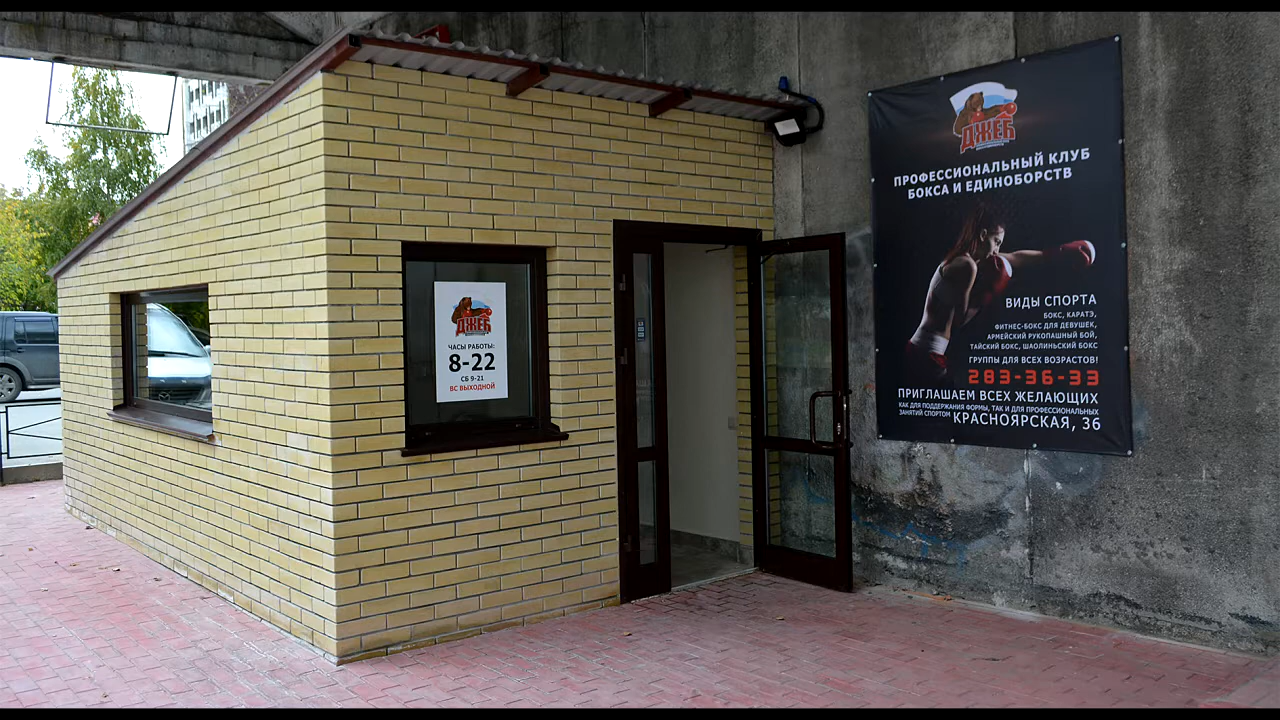 ДЖЕБ
ЧАСЫ РАБОТЫ:
8-22
СБ 9-21
ВС ВЫХОДНОЙ
ДЖЕБ
ПРОФЕССИОНАЛЬНЫЙ КЛУБ
БОКСА И ЕДИНОБОРСТВ
ВИДЫ СПОРТА
БОКС, КАРАТЭ,
ФИТНЕС-БОКС ДЛЯ ДЕВУШЕК,
АРМЕЙСКИЙ РУКОПАШНЫЙ БОЙ,
ТАЙСКИЙ БОКС, ШАОЛИНЬСКИЙ БОКС
ГРУППЫ ДЛЯ ВСЕХ ВОЗРАСТОВ!
283-36-33
ПРИГЛАШАЕМ ВСЕХ ЖЕЛАЮЩИХ
КАК ДЛЯ ПОДДЕРЖАНИЯ ФОРМЫ, ТАК И ДЛЯ ПРОФЕССИОНАЛЬНЫХ
ЗАНЯТИЙ СПОРТОМ КРАСНОЯРСКАЯ, 36